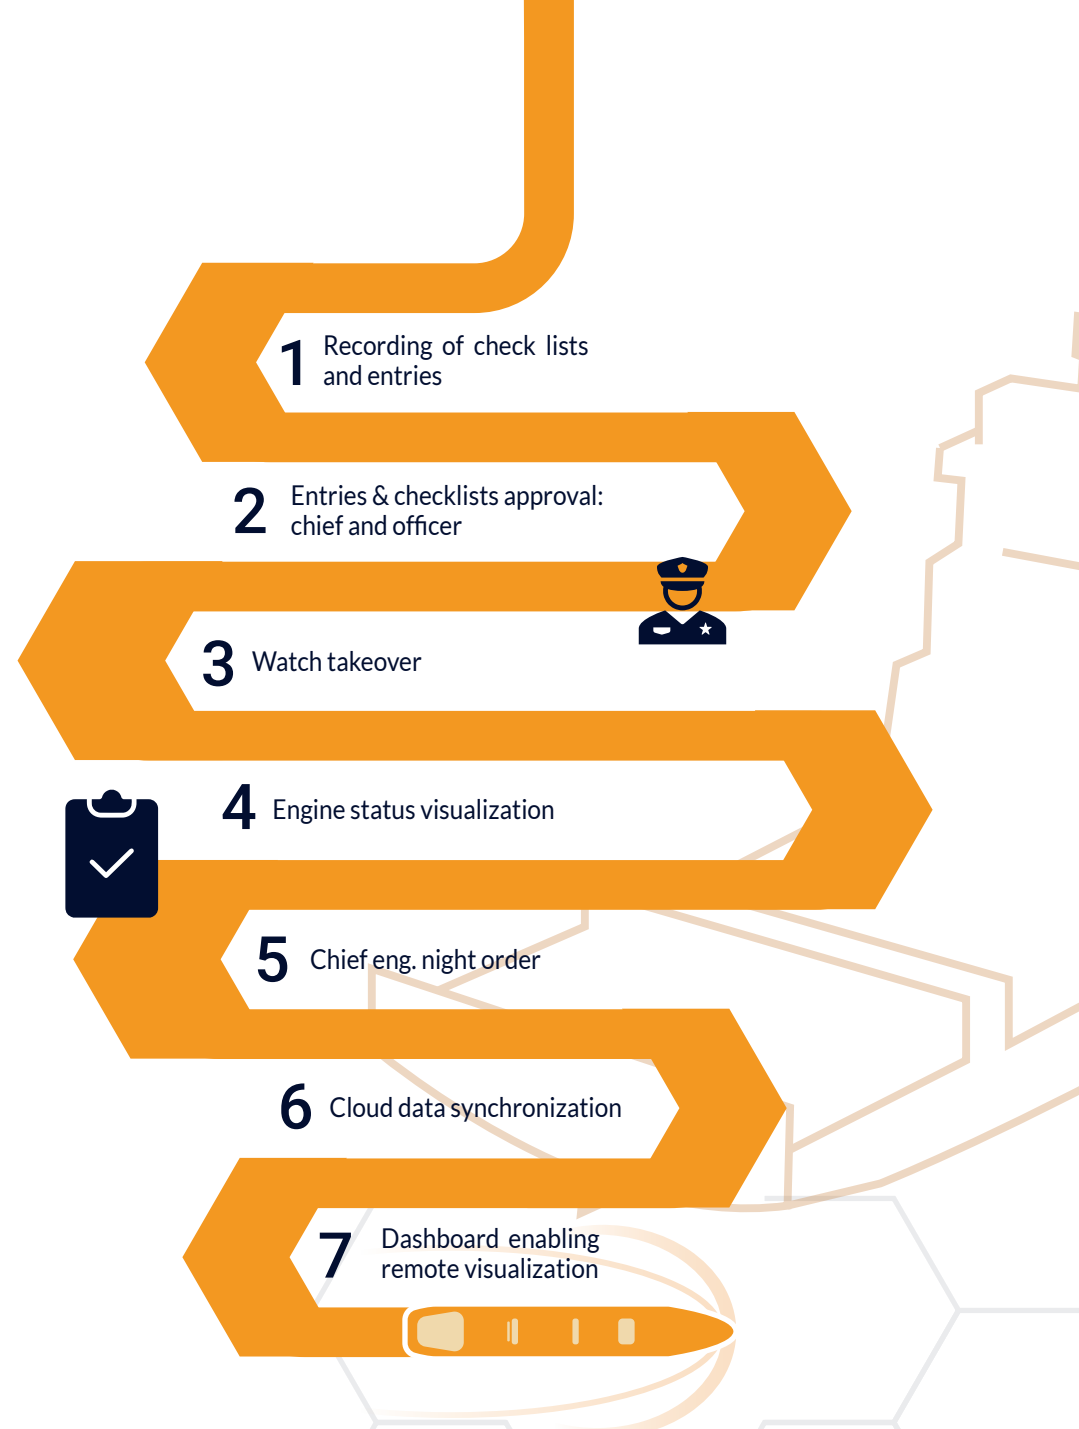 1 Recording of check lists
and entries
2 Entries & checklists approval:
chief and officer
3 Watch takeover
4 Engine status visualization
5 Chief eng. night order
6 Cloud data synchronization
7 Dashboard enabling
remote visualization